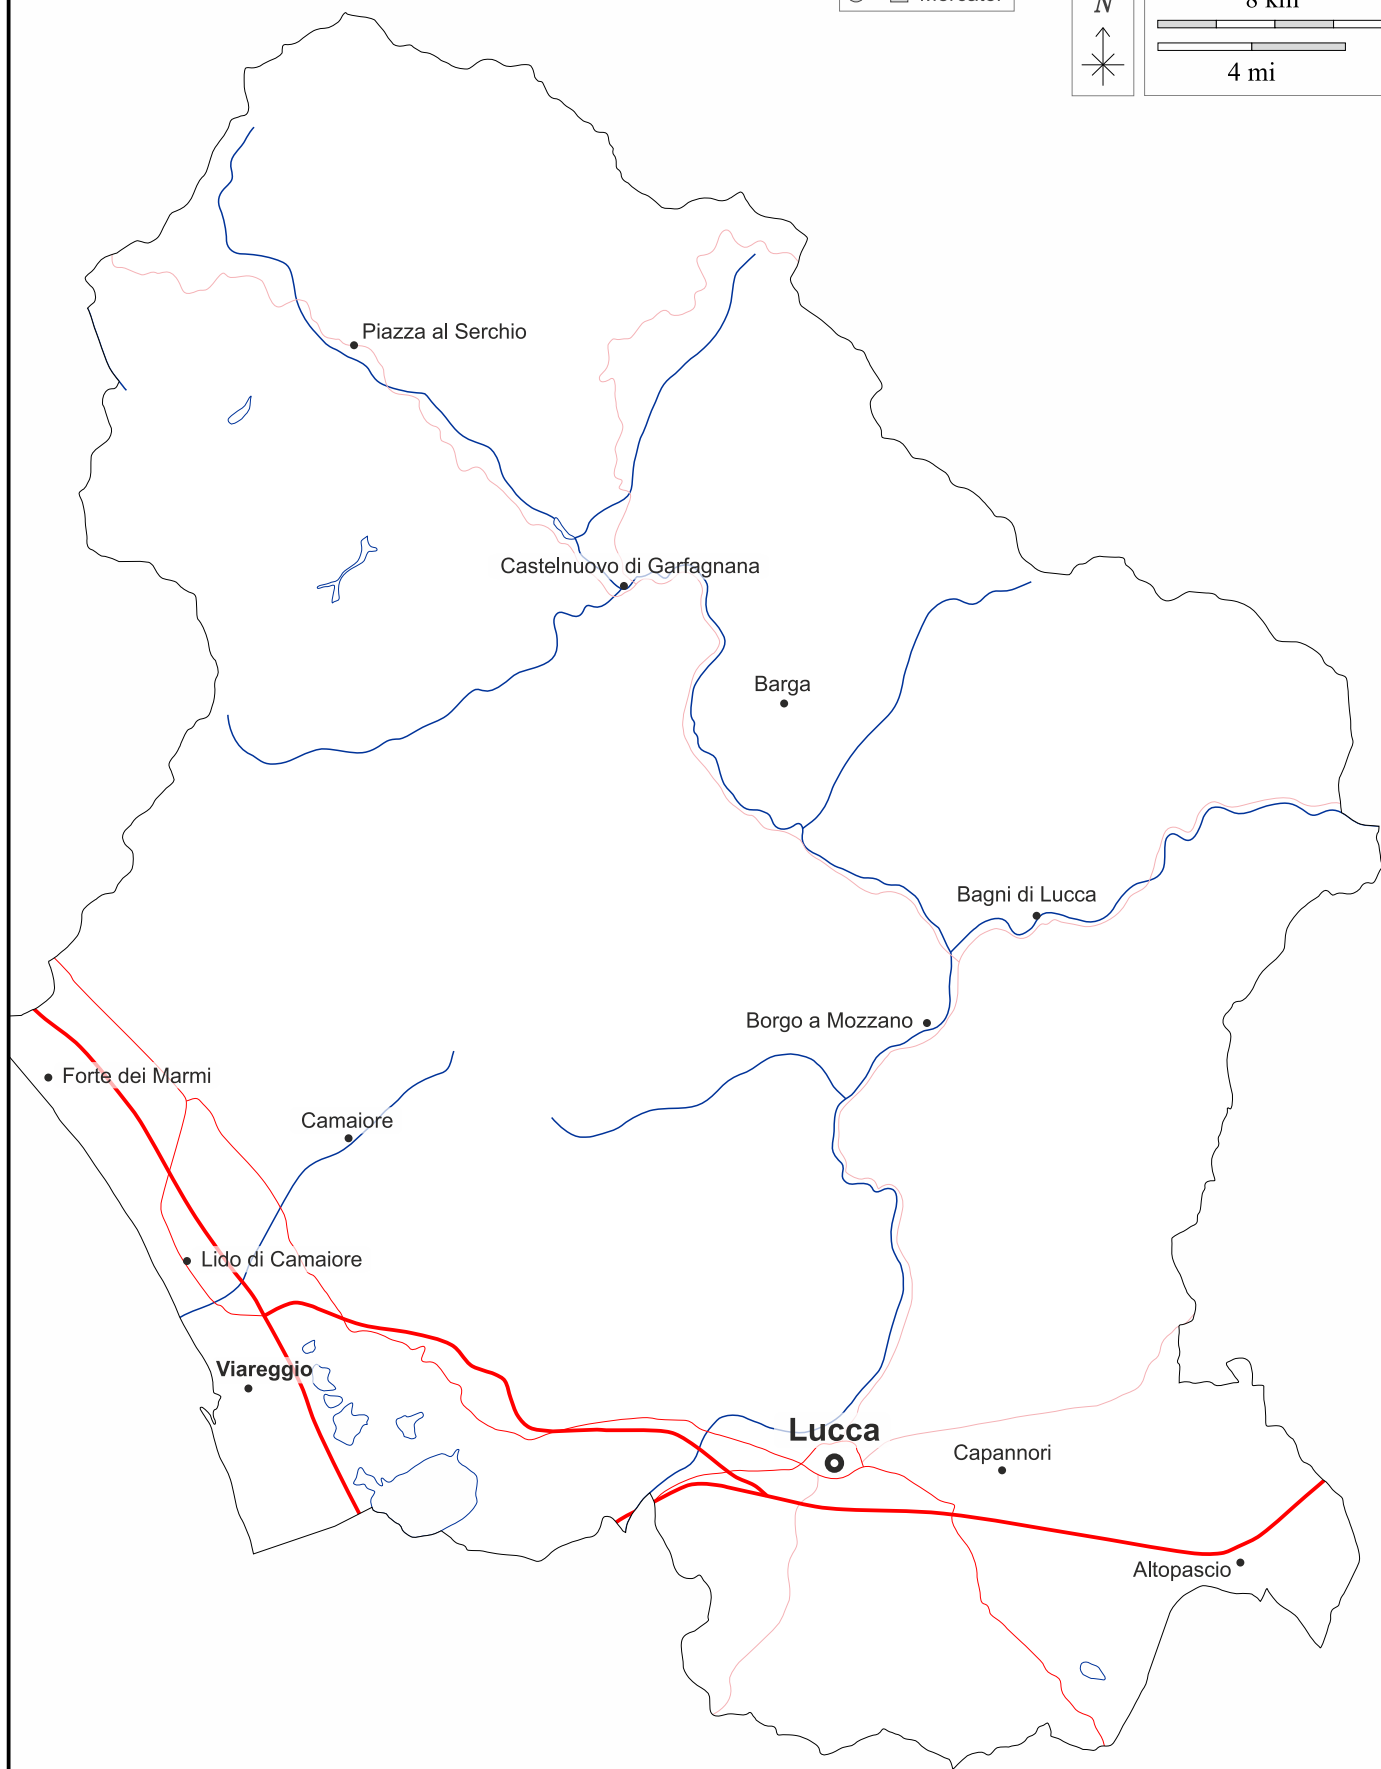 N
8 km
4 mi
Piazza al Serchio
Castelnuovo di Garfagnana
Barga
Bagni di Lucca
Borgo a Mozzano
Forte dei Marmi
Camaiore
Lido di Camaiore
Viareggio
Lucca
Capannori
Altopascio